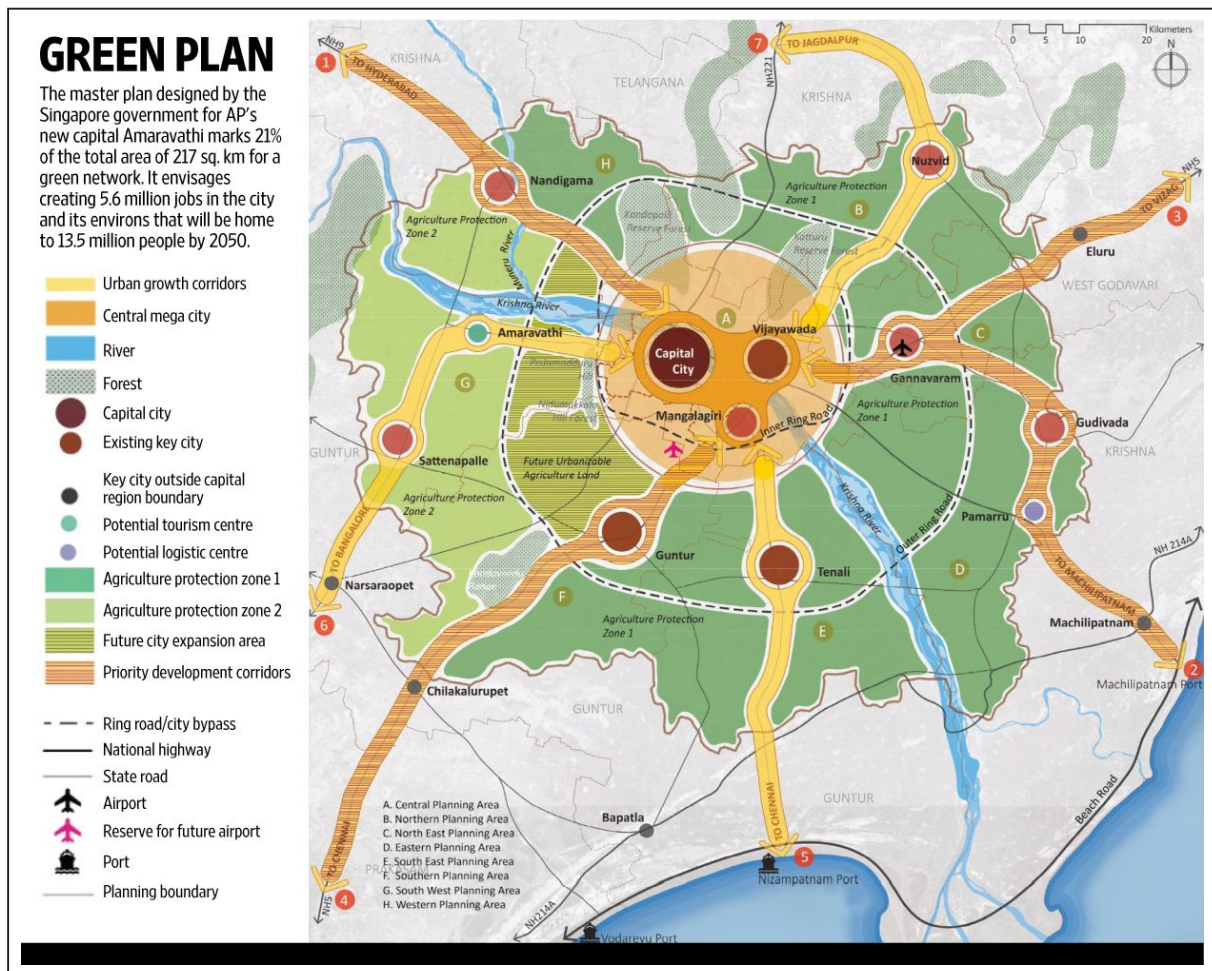 GREEN PLAN
The master plan designed by the
Singapore government for AP's
new capital Amaravathi marks 21%
of the total area of 217 sq. km for a
green network. It envisages
creating 5.6 million jobs in the city
and its environs that will be home
to 13.5 million people by 2050.
Urban growth corridors
Central mega city
River
Forest
Capital city
Existing key city
Key city outside capital
region boundary
Potential tourism centre
Potential logistic centre
Agriculture protection zone 1
Agriculture protection zone 2
Future city expansion area
Priority development corridors
Ring road/city bypass
National highway
State road
Airport
Reserve for future airport
Port
Planning boundary
Kilometers
0 5 10 20
N
NH9
1
TO HYDERABAD
KRISHNA
TELANGANA
7
TO JAGDALPUR
NH221
KRISHNA
Nuzvid
NH5
TO VIZAG
3
Eluru
WEST GODAVARI
H
Nandigama
Agriculture Protection
Zone 1
B
Agriculture Protection
Zone 2
Kondapalli
Reserve Forest
Katturu
Reserve Forest
Muneru River
Krishna River
Amaravathi
A
Vijayawada
Capital
City
C
Gannavaram
G
Pedamadduru
Hill
Nidumukkala
Hill Forest
Mangalagiri
Inner Ring Road
Agriculture Protection
Zone 1
Gudivada
KRISHNA
GUNTUR
Sattenapalle
Future Urbanizable
Agriculture Land
Agriculture Protection
Zone 2
Krishna River
Outer Ring Road
Pamarru
NH 214A
TO BANGALORE
Narsaraopet
6
Guntur
Tenali
D
F
Agriculture Protection
Zone 1
E
TO MACHILIPATNAM
Machilipatnam
2
Machilipatnam Port
Chilakalurupet
GUNTUR
GUNTUR
Beach Road
A. Central Planning Area
B. Northern Planning Area
C. North East Planning Area
D. Eastern Planning Area
E. South East Planning Area
F. Southern Planning Area
G. South West Planning Area
H. Western Planning Area
Bapatla
TO CHENNAI
5
Nizampatnam Port
TO CHENNAI
PRAKASAM
NH5
4
NH214A
Vodarevu Port